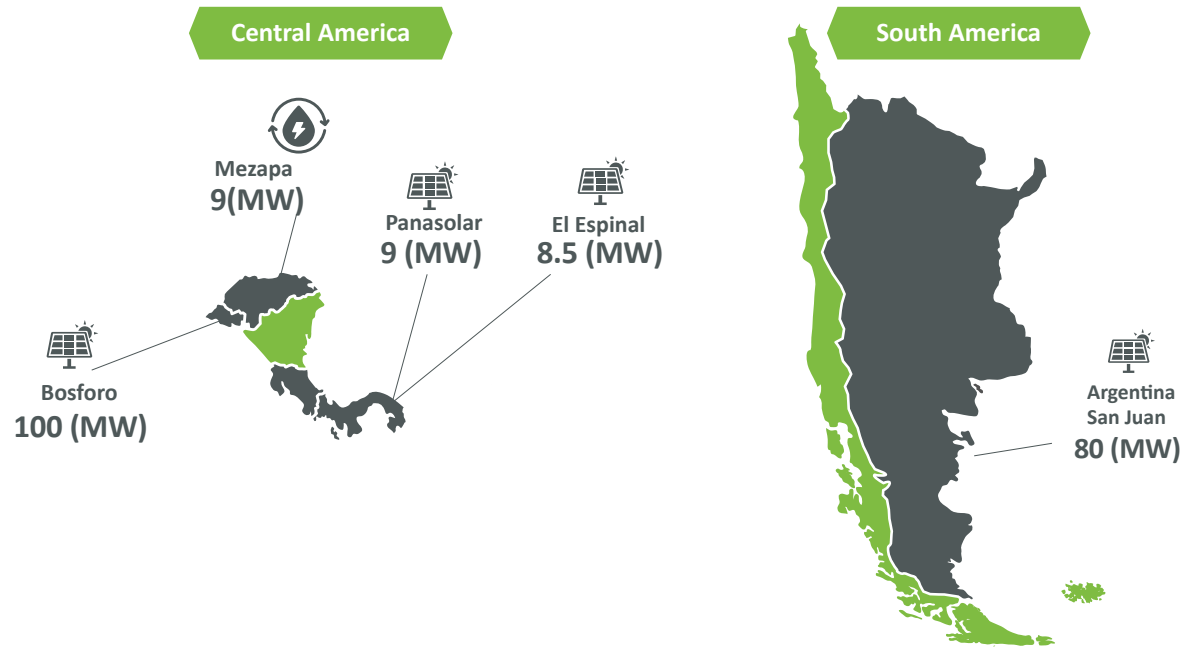 Central America
South America
Mezapa
9(MW)
Panasolar
9 (MW)
El Espinal
8.5 (MW)
Bosforo
100 (MW)
Argentina
San Juan
80 (MW)